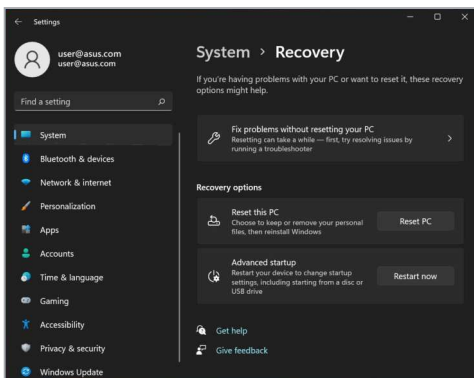 Settings
user@asus.com
user@asus.com
Find a setting
System
Bluetooth & devices
Network & internet
Personalization
Apps
Accounts
Time & language
Gaming
Accessibility
Privacy & security
Windows Update
System > Recovery
If you're having problems with your PC or want to reset it, these recovery
options might help.
Fix problems without resetting your PC
Resetting can take a while — first, try resolving issues by
running a troubleshooter
Recovery options
Reset this PC
Choose to keep or remove your personal
files, then reinstall Windows
Reset PC
Advanced startup
Restart your device to change startup
settings, including starting from a disc or
USB drive
Restart now
Get help
Give feedback